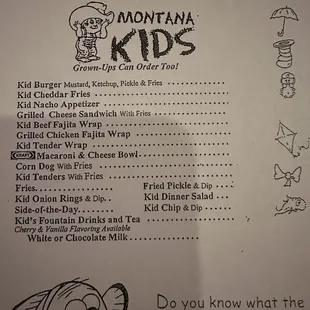 MONTANA
KIDS
Grown-Ups Can Order Too!
Kid Burger Mustard, Ketchup, Pickle & Fries
Kid Cheddar Fries
Kid Nacho Appetizer
Grilled Cheese Sandwich With Fries
Kid Beef Fajita Wrap
Grilled Chicken Fajita Wrap
Kid Tender Wrap
KRAFT Macaroni & Cheese Bowl
Corn Dog With Fries
Kid Tenders With Fries
Fries
Fried Pickle & Dip
Kid Onion Rings & Dip
Kid Dinner Salad
Side-of-the-Day
Kid Chip & Dip
Kid's Fountain Drinks and Tea
Cherry & Vanilla Flavoring Available
White or Chocolate Milk
Do you know what the